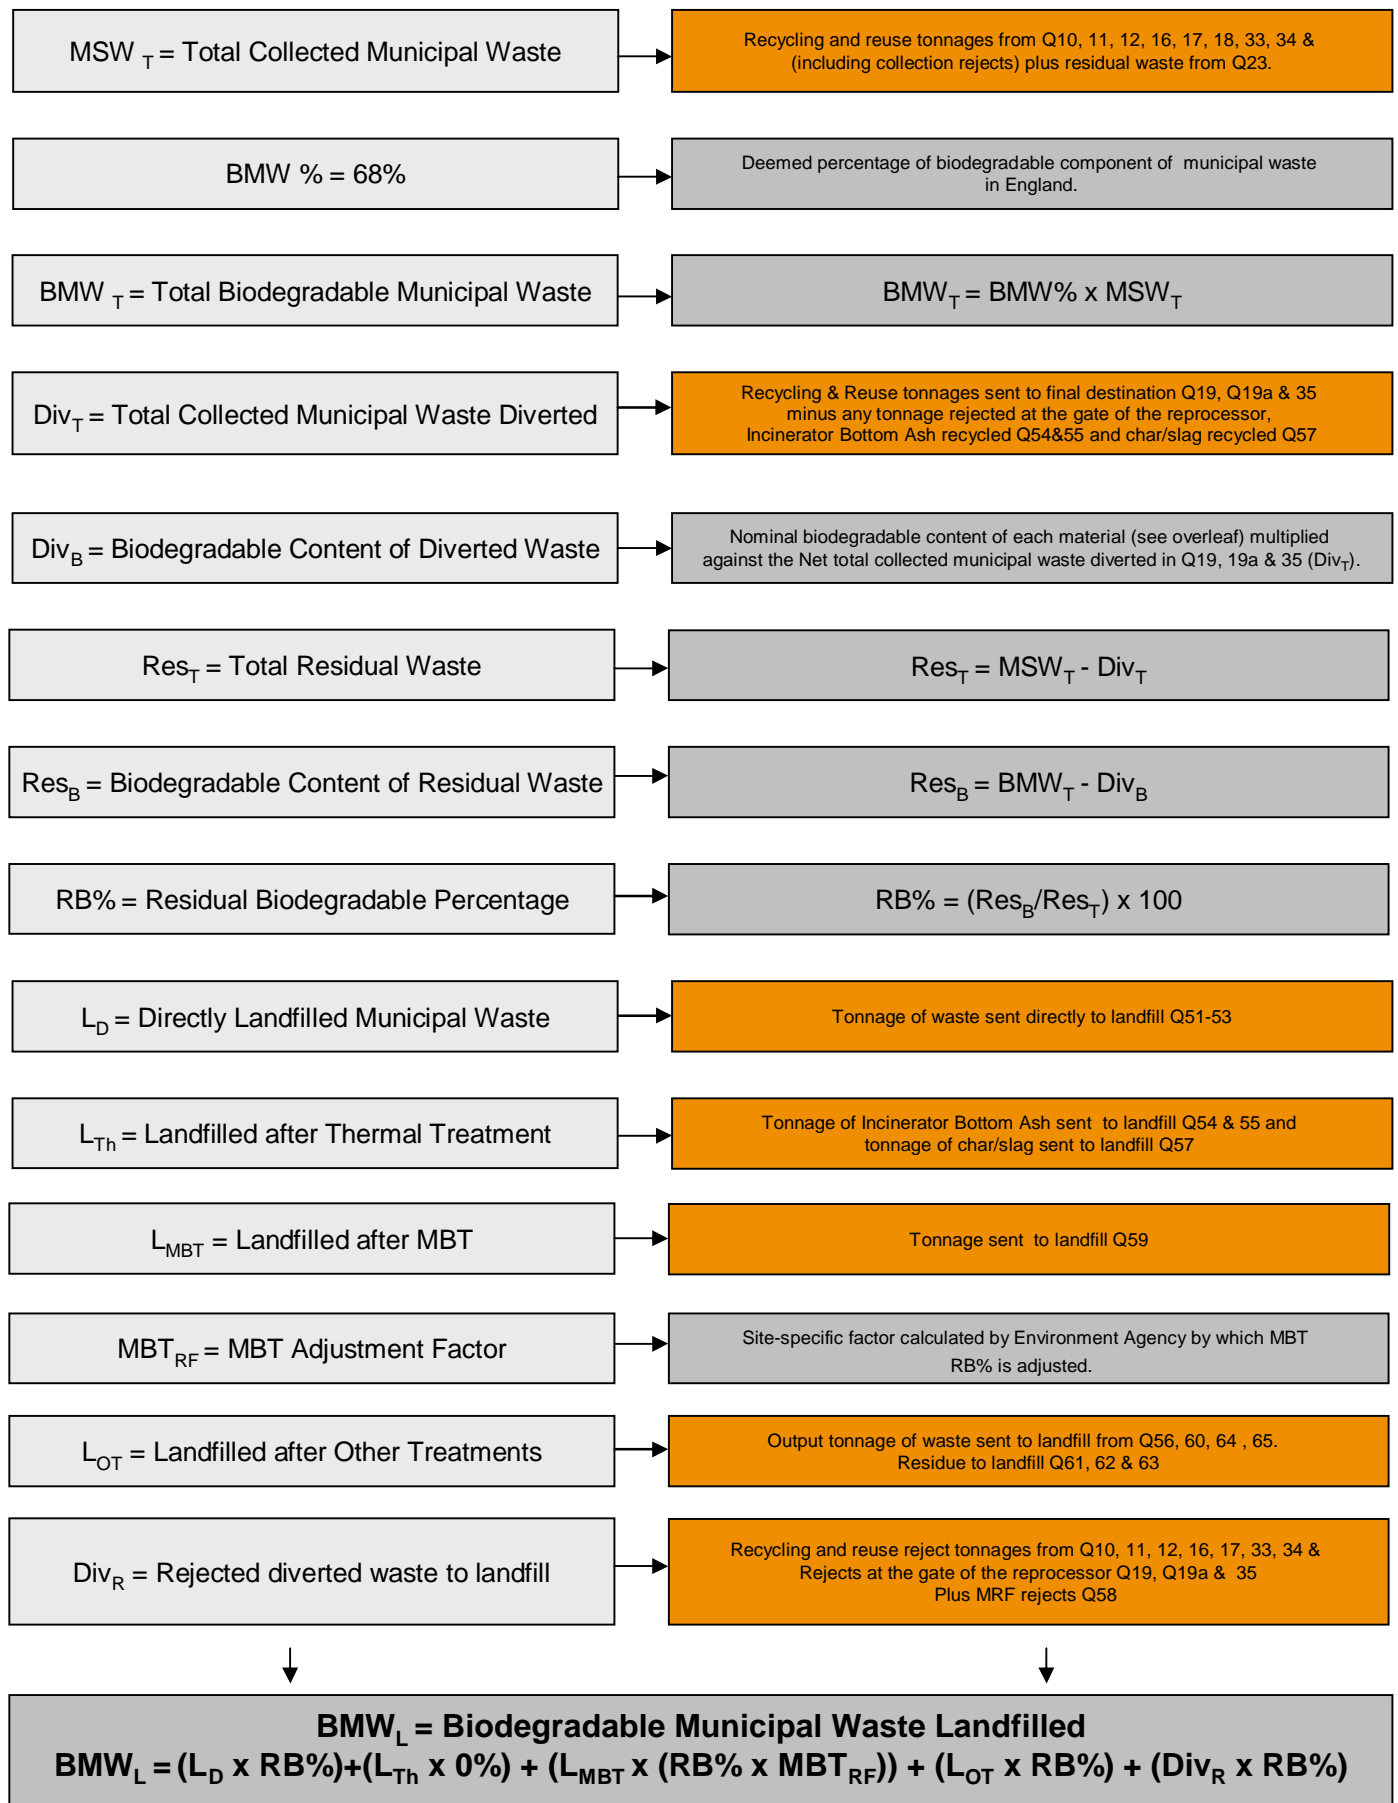 MSW T = Total Collected Municipal Waste
Recycling and reuse tonnages from Q10, 11, 12, 16, 17, 18, 33, 34 &
(including collection rejects) plus residual waste from Q23.
BMW % = 68%
Deemed percentage of biodegradable component of municipal waste
in England.
BMW T = Total Biodegradable Municipal Waste
BMWT = BMW% x MSWT
DivT = Total Collected Municipal Waste Diverted
Recycling & Reuse tonnages sent to final destination Q19, Q19a & 35
minus any tonnage rejected at the gate of the reprocessor,
Incinerator Bottom Ash recycled Q54&55 and char/slag recycled Q57
DivB = Biodegradable Content of Diverted Waste
Nominal biodegradable content of each material (see overleaf) multiplied
against the Net total collected municipal waste diverted in Q19, 19a & 35 (DivT).
ResT = Total Residual Waste
ResT = MSWT - DivT
ResB = Biodegradable Content of Residual Waste
ResB = BMWT - DivB
RB% = Residual Biodegradable Percentage
RB% = (ResB/ResT) x 100
LD = Directly Landfilled Municipal Waste
Tonnage of waste sent directly to landfill Q51-53
LTh = Landfilled after Thermal Treatment
Tonnage of Incinerator Bottom Ash sent to landfill Q54 & 55 and
tonnage of char/slag sent to landfill Q57
LMBT = Landfilled after MBT
Tonnage sent to landfill Q59
MBTRF = MBT Adjustment Factor
Site-specific factor calculated by Environment Agency by which MBT
RB% is adjusted.
LOT = Landfilled after Other Treatments
Output tonnage of waste sent to landfill from Q56, 60, 64 , 65.
Residue to landfill Q61, 62 & 63
DivR = Rejected diverted waste to landfill
Recycling and reuse reject tonnages from Q10, 11, 12, 16, 17, 33, 34 &
Rejects at the gate of the reprocessor Q19, Q19a & 35
Plus MRF rejects Q58
BMWL = Biodegradable Municipal Waste Landfilled
BMWL = (LD x RB%)+(LTh x 0%) + (LMBT x (RB% x MBTRF)) + (LOT x RB%) + (DivR x RB%)